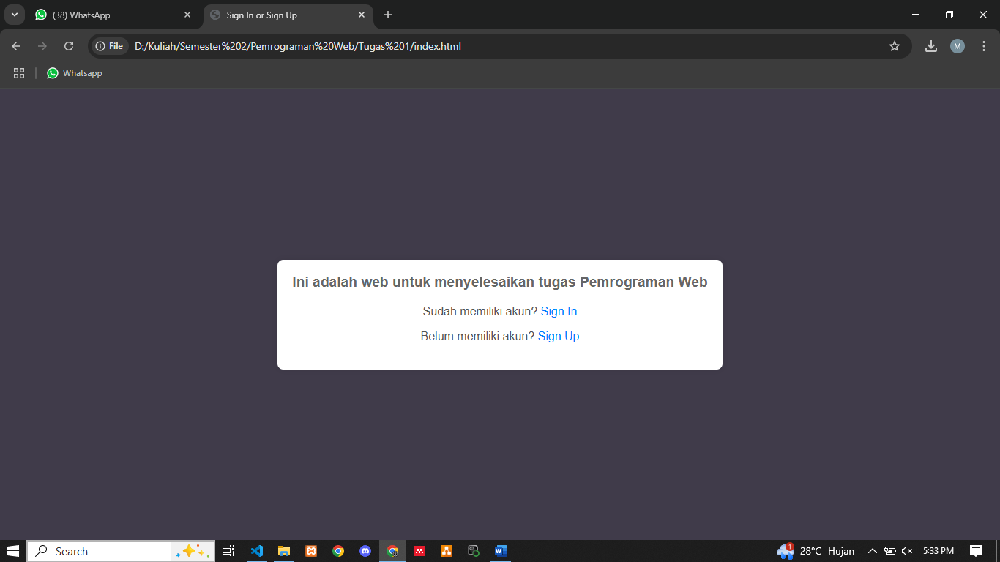 (38) WhatsApp
Sign In or Sign Up
File
D:/Kuliah/Semester%202/Pemrograman%20Web/Tugas%201/index.html
M
Whatsapp
Ini adalah web untuk menyelesaikan tugas Pemrograman Web
Sudah memiliki akun? Sign In
Belum memiliki akun? Sign Up
Search
1
28°C Hujan
5:33 PM